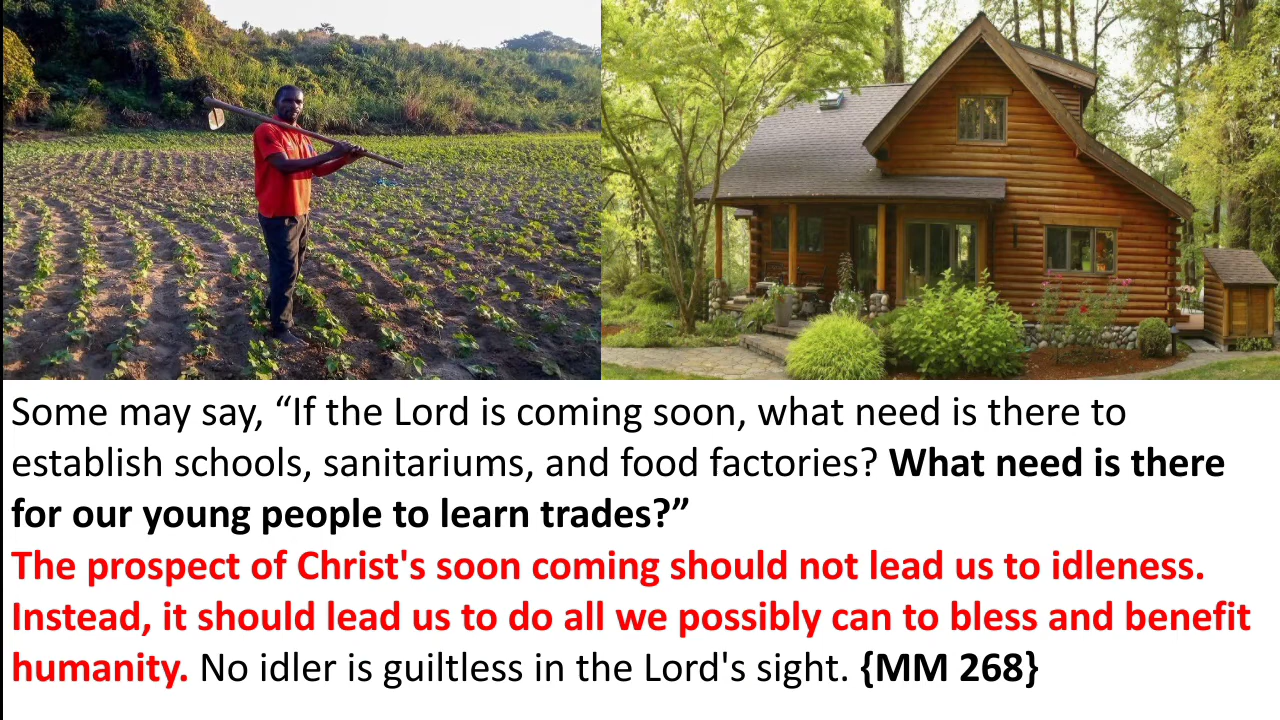 Some may say, “If the Lord is coming soon, what need is there to
establish schools, sanitariums, and food factories? What need is there
for our young people to learn trades?”
The prospect of Christ's soon coming should not lead us to idleness.
Instead, it should lead us to do all we possibly can to bless and benefit
humanity. No idler is guiltless in the Lord's sight. {MM 268}